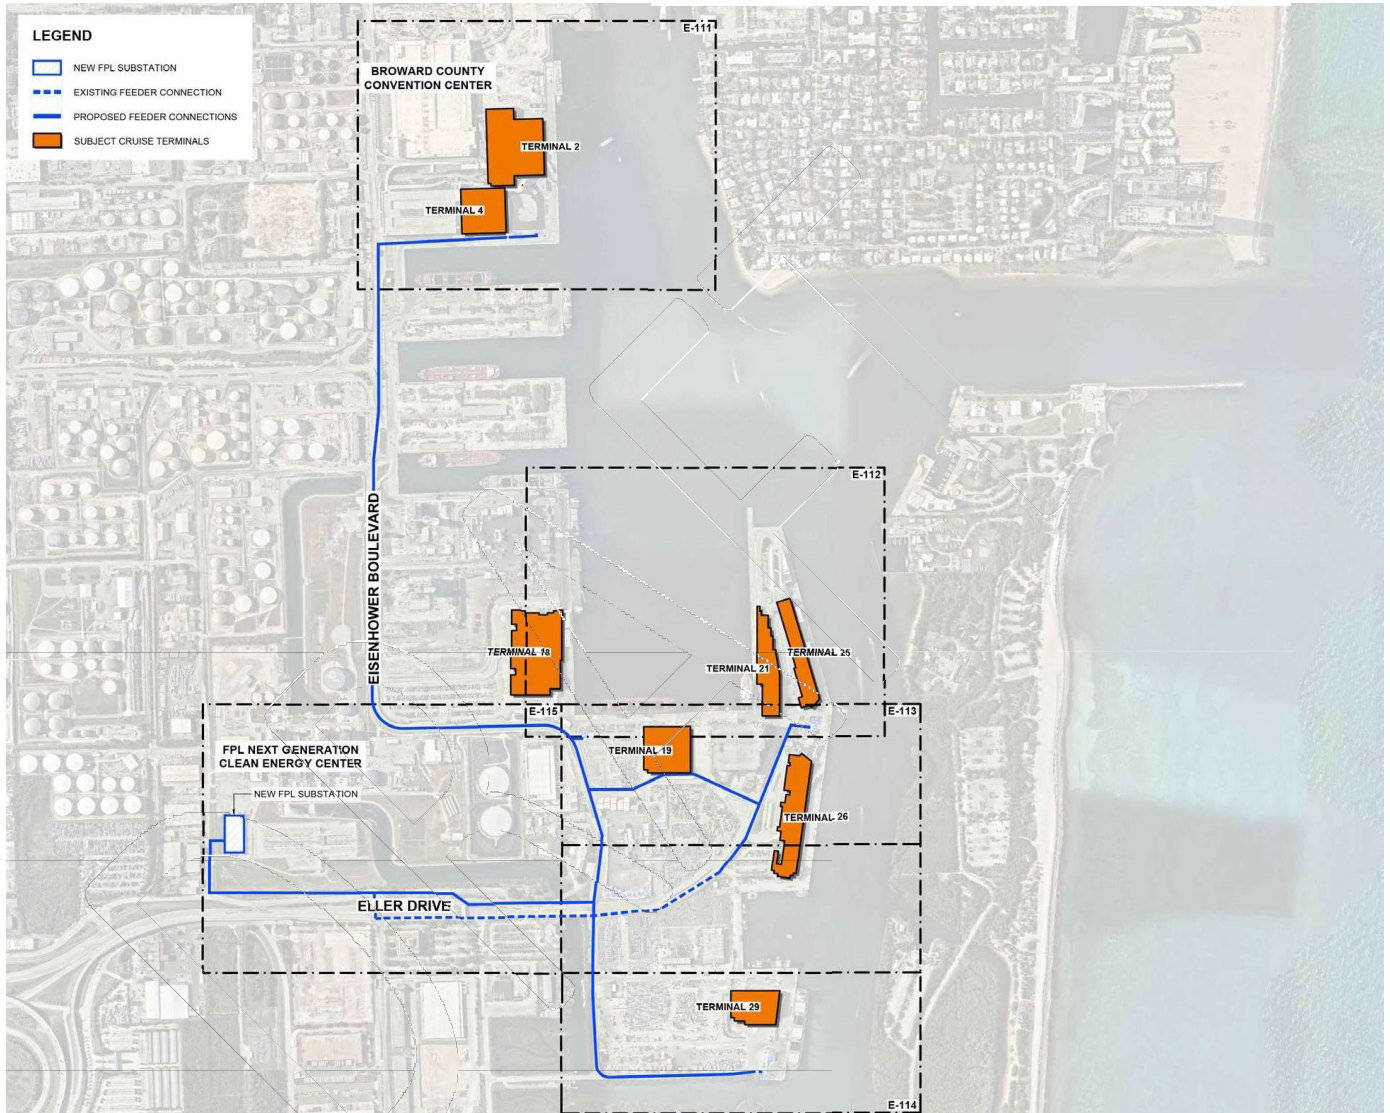 LEGEND
NEW FPL SUBSTATION
EXISTING FEEDER CONNECTION
PROPOSED FEEDER CONNECTIONS
SUBJECT CRUISE TERMINALS
E-111
BROWARD COUNTY
CONVENTION CENTER
TERMINAL 2
TERMINAL 4
E-112
EISENHOWER BOULEVARD
TERMINAL 18
TERMINAL 21
TERMINAL 25
E-115
E-113
FPL NEXT GENERATION
CLEAN ENERGY CENTER
TERMINAL 19
NEW FPL SUBSTATION
TERMINAL 26
ELLER DRIVE
TERMINAL 29
E-114